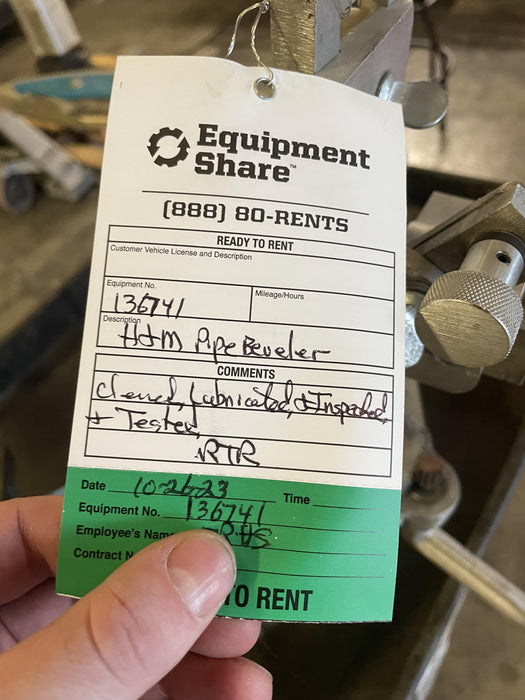 Equipment
Share™
(888) 80-RENTS
READY TO RENT
Customer Vehicle License and Description
Equipment No.
Mileage/Hours
136741
Description
H&M Pipe Beveler
COMMENTS
Cleaned, Lubricated, & Inspected,
+ Tested
RTR
Date 10-26-23 Time
Equipment No. 136741
Employee's Name
Contract N
TO RENT